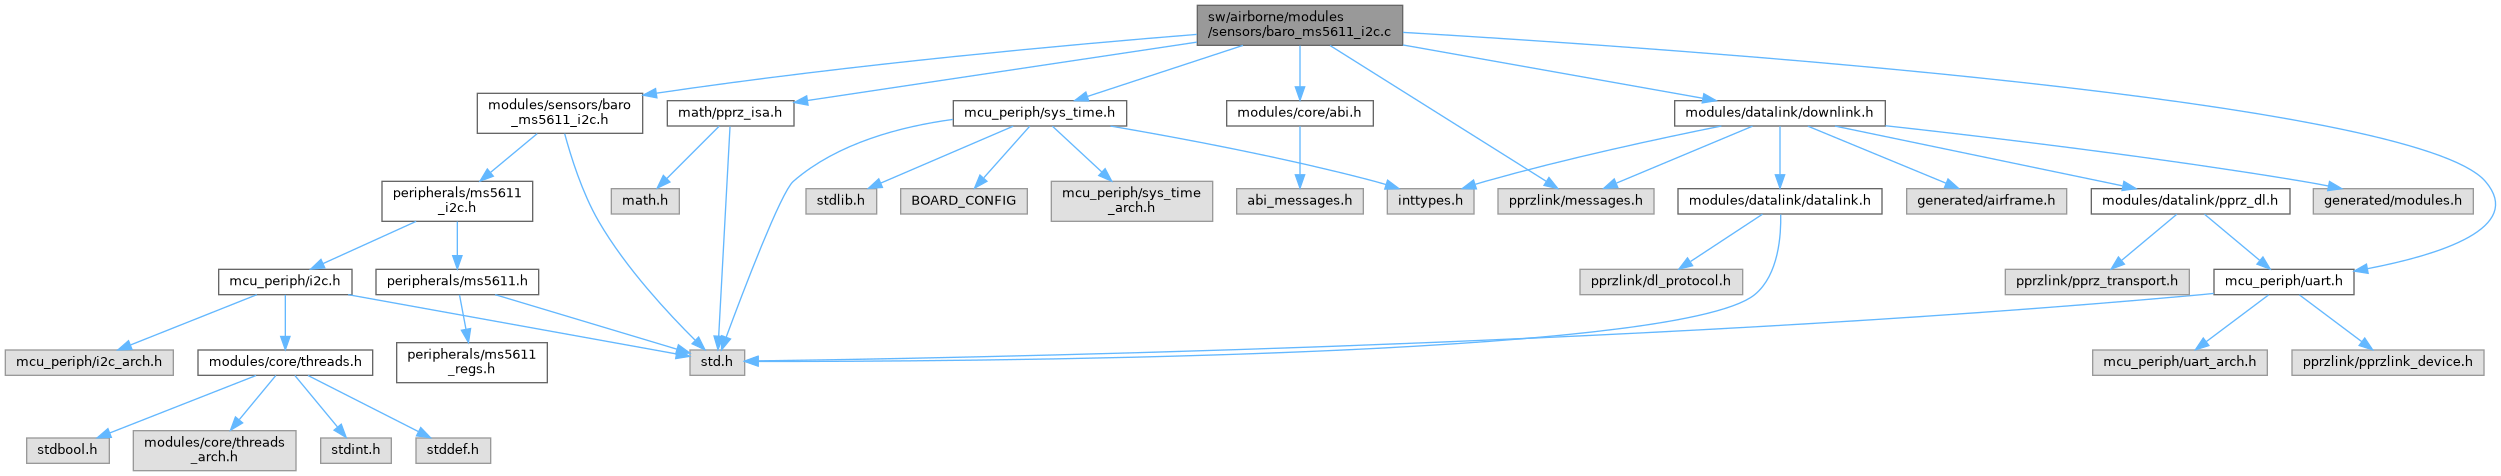 sw/airborne/modules
/sensors/baro_ms5611_i2c.c
modules/sensors/baro
_ms5611_i2c.h
math/pprz_isa.h
mcu_periph/sys_time.h
modules/core/abi.h
modules/datalink/downlink.h
peripherals/ms5611
_i2c.h
math.h
stdlib.h
BOARD_CONFIG
mcu_periph/sys_time
_arch.h
abi_messages.h
inttypes.h
pprzlink/messages.h
modules/datalink/datalink.h
generated/airframe.h
modules/datalink/pprz_dl.h
generated/modules.h
mcu_periph/i2c.h
peripherals/ms5611.h
pprzlink/dl_protocol.h
pprzlink/pprz_transport.h
mcu_periph/uart.h
mcu_periph/i2c_arch.h
modules/core/threads.h
peripherals/ms5611
_regs.h
std.h
mcu_periph/uart_arch.h
pprzlink/pprzlink_device.h
stdbool.h
modules/core/threads
_arch.h
stdint.h
stddef.h